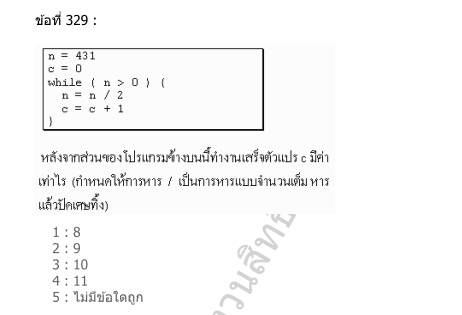 ข้อที่ 329 :
n = 431
c = 0
while ( n > 0 ) {
n = n / 2
c = c + 1
}
หลังจากส่วนของโปรแกรมข้างบนนี้ทำงานเสร็จตัวแปร c มีค่า
เท่าไร (กำหนดให้การหาร / เป็นการหารแบบจำนวนเต็ม หาร
แล้วปัดเศษทิ้ง)
1 : 8
2 : 9
3 : 10
4 : 11
5 : ไม่มีข้อใดถูก
วนสิทธิ